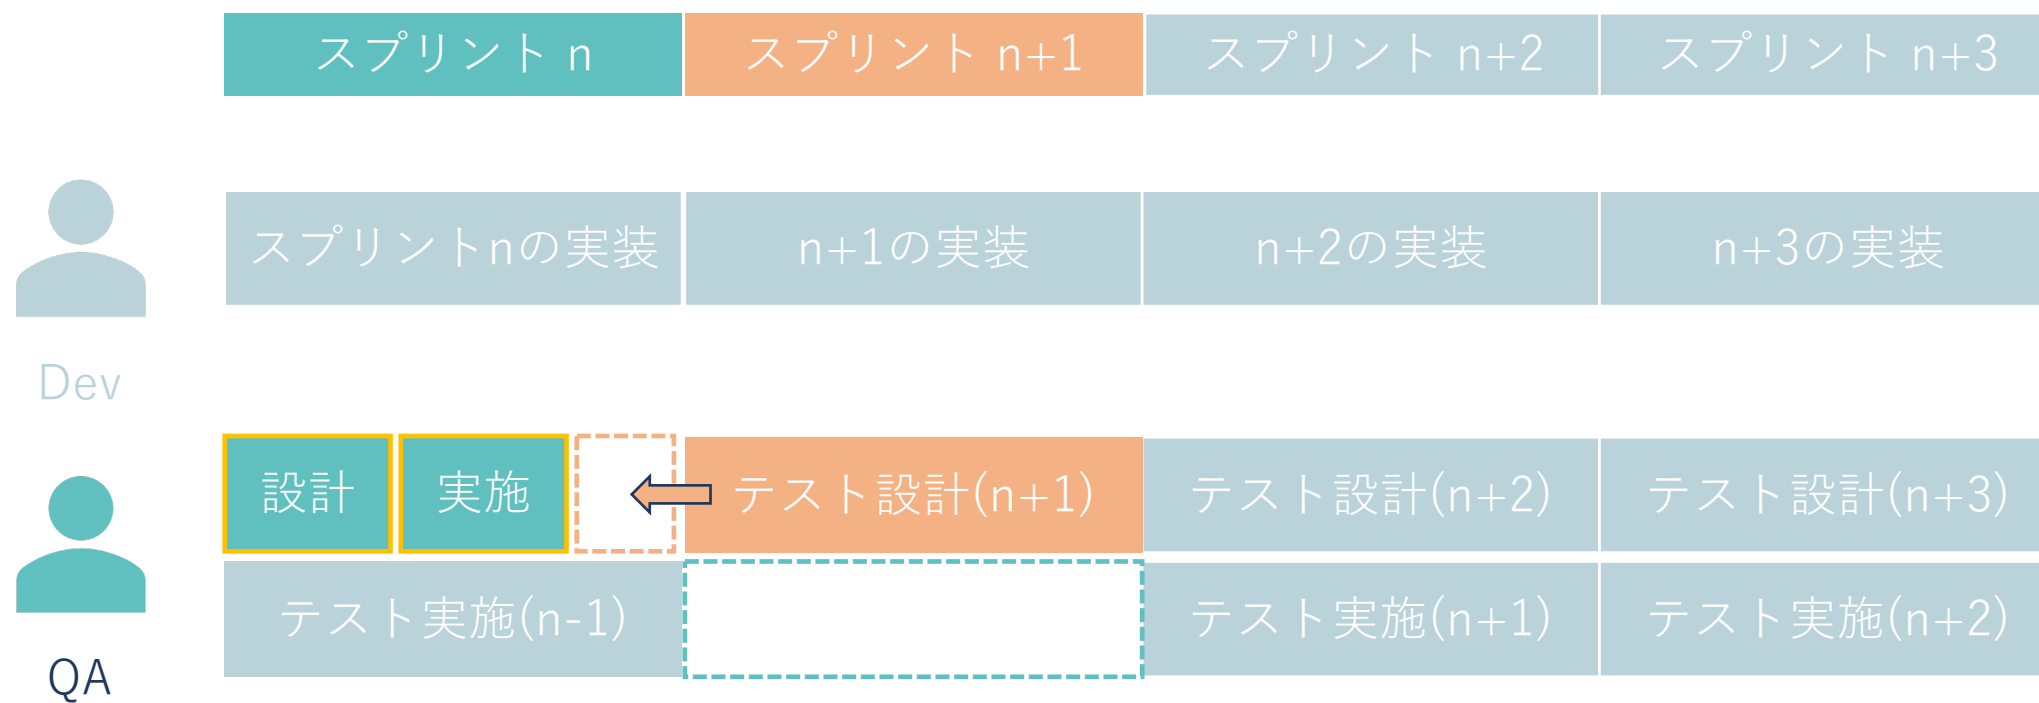 スプリント n
スプリント n+1
スプリント n+2
スプリント n+3
スプリントnの実装
n+1の実装
n+2の実装
n+3の実装
Dev
設計
実施
テスト設計(n+1)
テスト設計(n+2)
テスト設計(n+3)
テスト実施(n-1)
テスト実施(n+1)
テスト実施(n+2)
QA